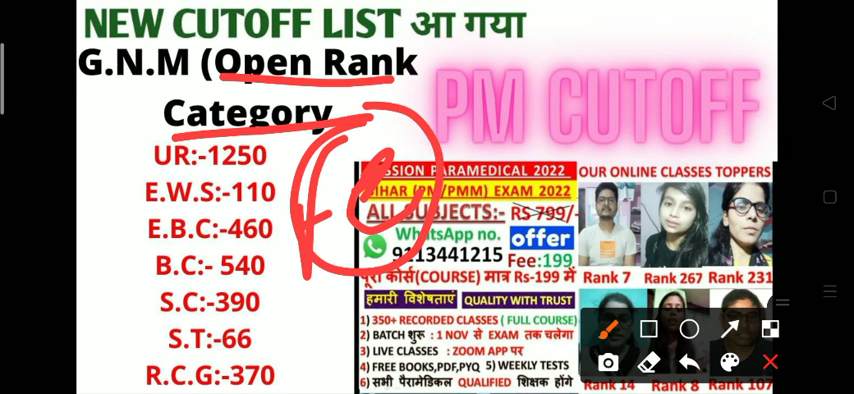 NEW CUTOFF LIST आ गया
G.N.M (Open Rank
Category
UR:-1250
E.W.S:-110
E.B.C:-460
B.C:- 540
S.C:-390
S.T:-66
R.C.G:-370
PM CUTOFF
SSION PARAMEDICAL 2022
BIHAR (PM/PMM) EXAM 2022
ALL SUBJECTS:- RS 799/-
WhatsApp no.
9113441215
offer
Fee:199
पूरा कोर्स(COURSE) मात्र Rs-199 में
हमारी विशेषताएं QUALITY WITH TRUST
1) 350+ RECORDED CLASSES ( FULL COURSE)
2) BATCH शुरू : 1 NOV से EXAM तक चलेगा
3) LIVE CLASSES : ZOOM APP पर
4) FREE BOOKS,PDF,PYQ 5) WEEKLY TESTS
6) सभी पैरामेडिकल QUALIFIED शिक्षक होंगे
OUR ONLINE CLASSES TOPPERS
Rank 7 Rank 267 Rank 231
Rank 14 Rank 8 Rank 107